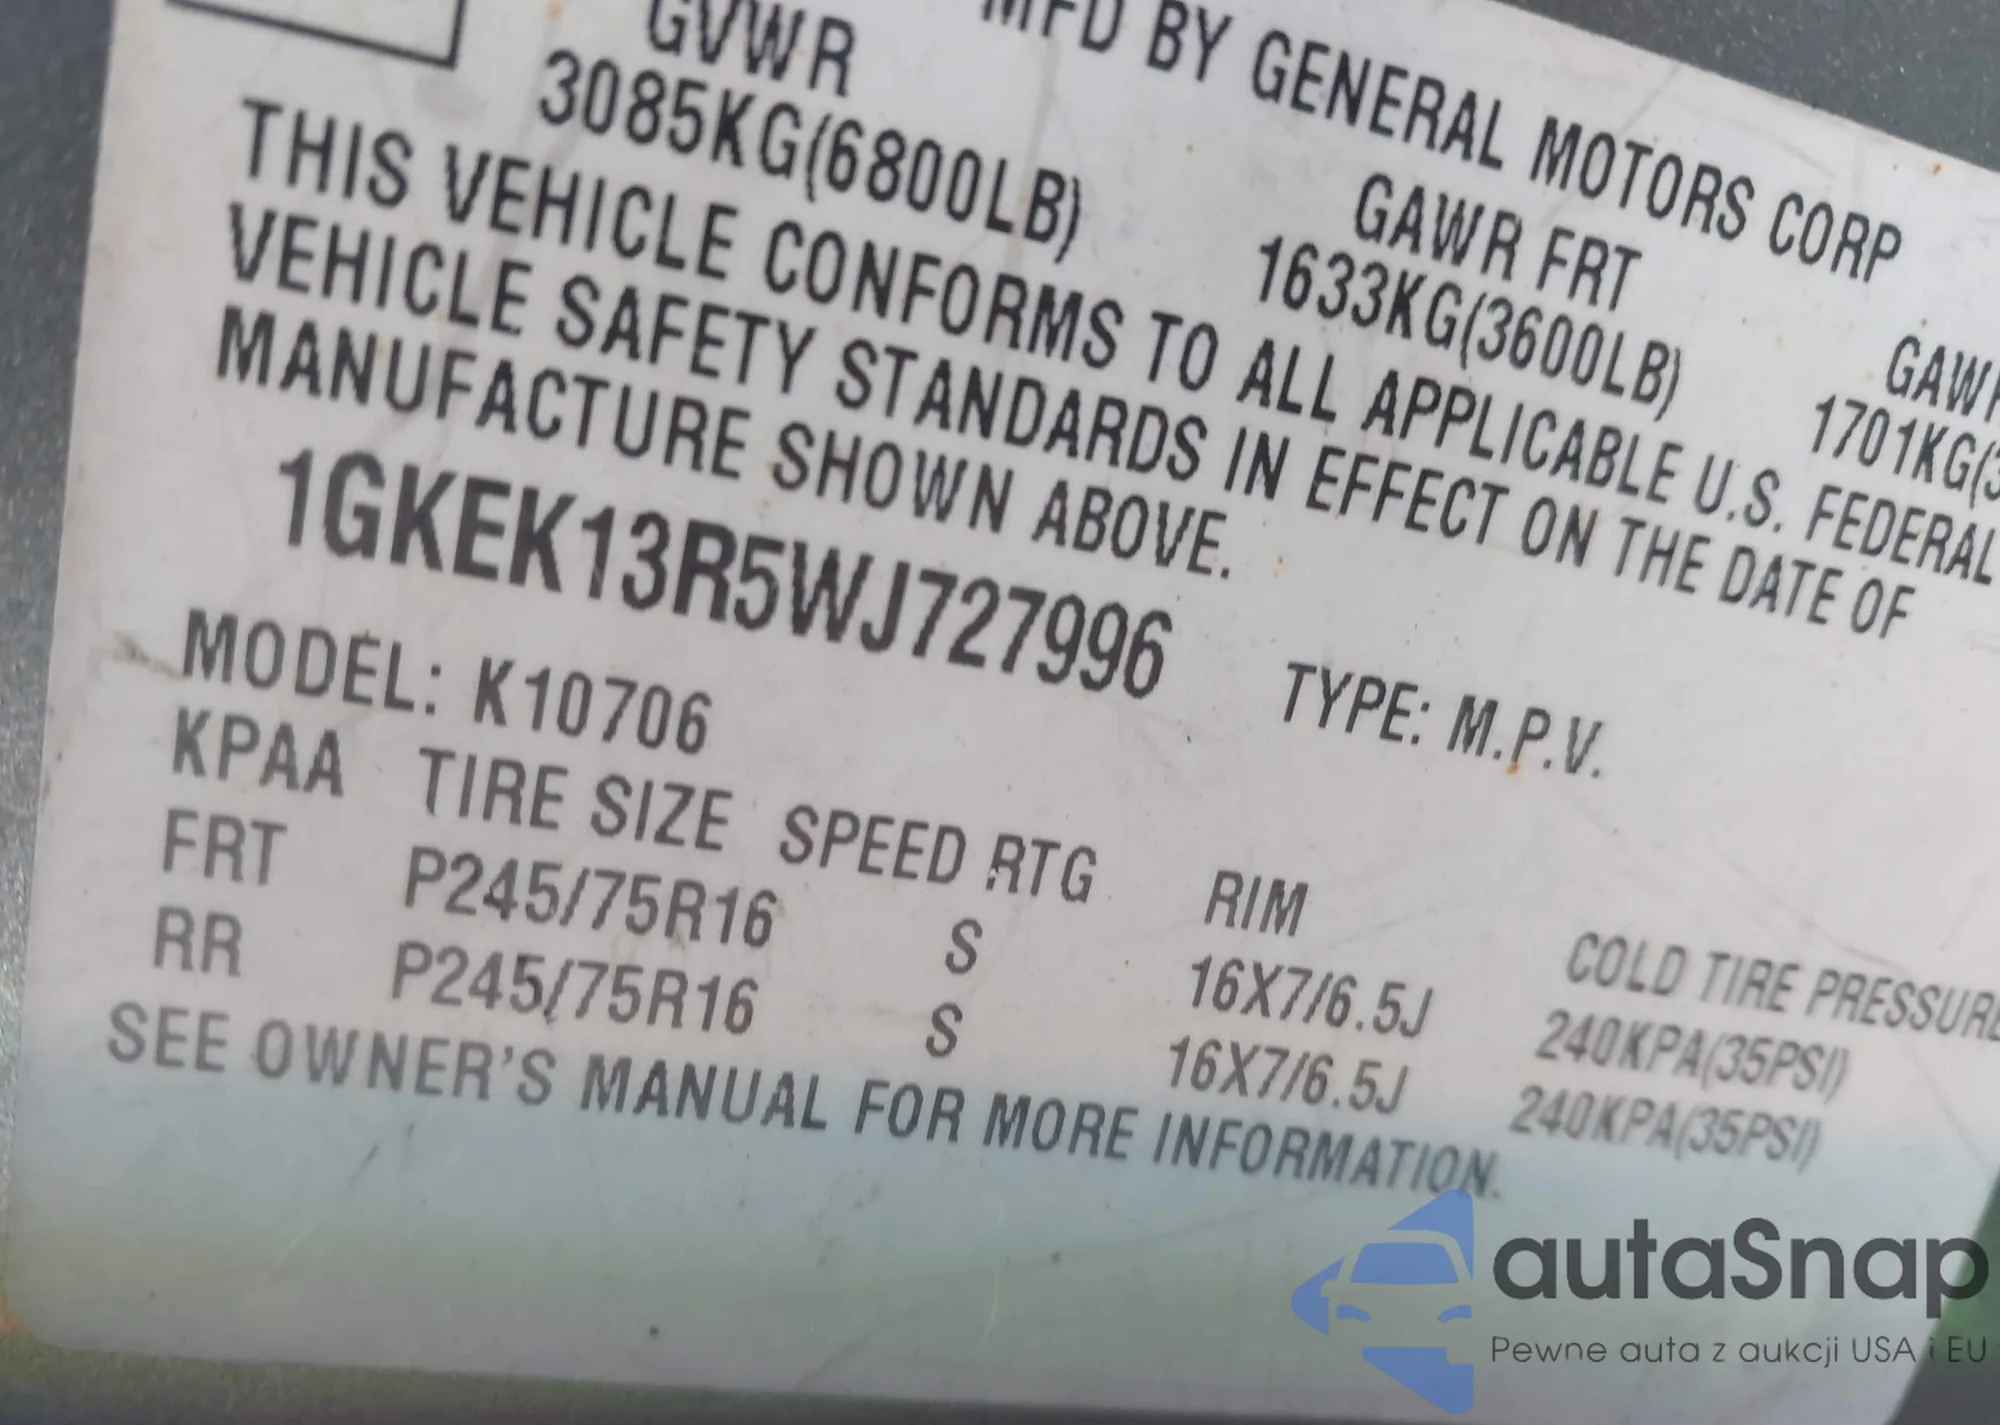 MFD BY GENERAL MOTORS CORP
GVWR GAWR FRT
3085KG(6800LB) 1633KG(3600LB) 1701KG(3
THIS VEHICLE CONFORMS TO ALL APPLICABLE U.S. FEDERAL
VEHICLE SAFETY STANDARDS IN EFFECT ON THE DATE OF
MANUFACTURE SHOWN ABOVE.
1GKEK13R5WJ727996 TYPE: M.P.V.
MODEL: K10706
KPAA TIRE SIZE SPEED RTG RIM COLD TIRE PRESSURE
FRT P245/75R16 S 16X7/6.5J 240KPA(35PSI)
RR P245/75R16 S 16X7/6.5J 240KPA(35PSI)
SEE OWNER'S MANUAL FOR MORE INFORMATION.
autaSnap
Pewne auta z aukcji USA i EU